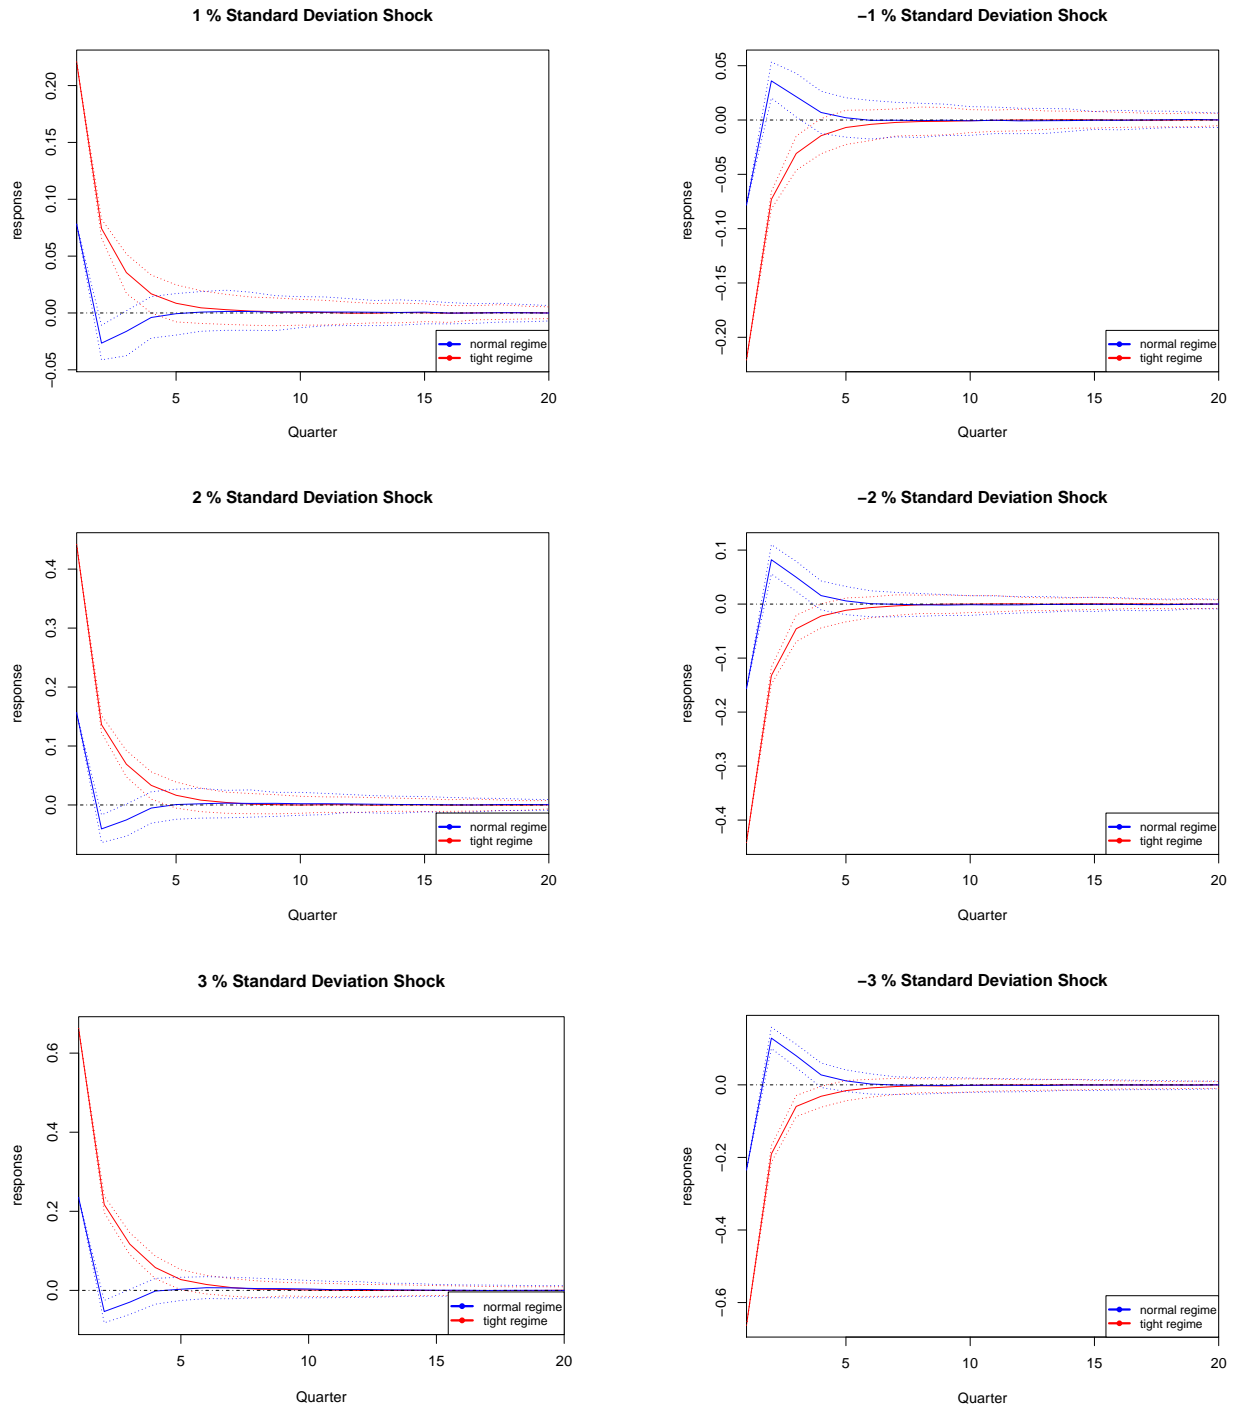 1 % Standard Deviation Shock
response
0.20
0.15
0.10
0.05
0.00
−0.05
5
10
15
20
Quarter
normal regime
tight regime
−1 % Standard Deviation Shock
response
0.05
0.00
−0.05
−0.10
−0.15
−0.20
5
10
15
20
Quarter
normal regime
tight regime
2 % Standard Deviation Shock
response
0.4
0.3
0.2
0.1
0.0
5
10
15
20
Quarter
normal regime
tight regime
−2 % Standard Deviation Shock
response
0.1
0.0
−0.1
−0.2
−0.3
−0.4
5
10
15
20
Quarter
normal regime
tight regime
3 % Standard Deviation Shock
response
0.6
0.4
0.2
0.0
5
10
15
20
Quarter
normal regime
tight regime
−3 % Standard Deviation Shock
response
0.0
−0.2
−0.4
−0.6
5
10
15
20
Quarter
normal regime
tight regime